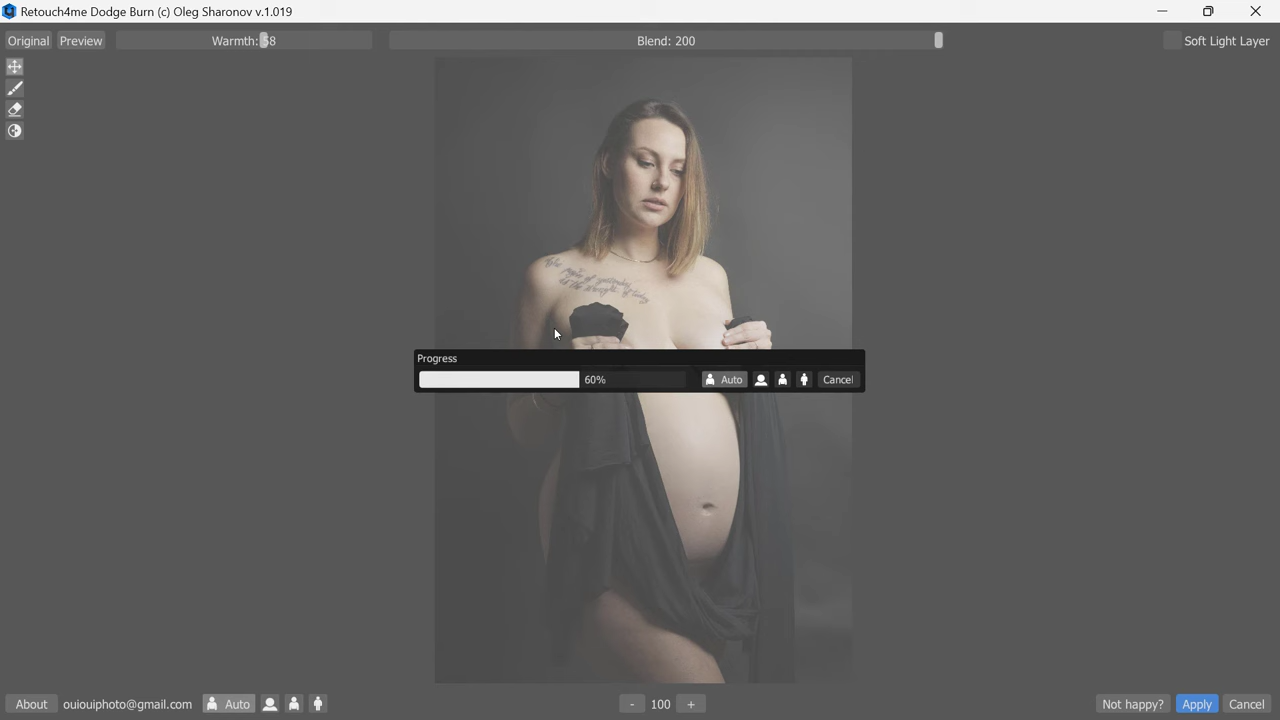 Retouch4me Dodge Burn (c) Oleg Sharonov v.1.019
Original Preview Warmth: 58 Blend: 200 Soft Light Layer
Progress
60% Auto Cancel
About ouiouiphoto@gmail.com Auto - 100 + Not happy? Apply Cancel